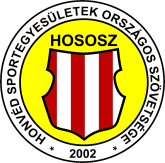 HONVÉD SPORTEGYESÜLETEK ORSZÁGOS SZÖVETSÉGE
HOSOSZ
* 2002 *